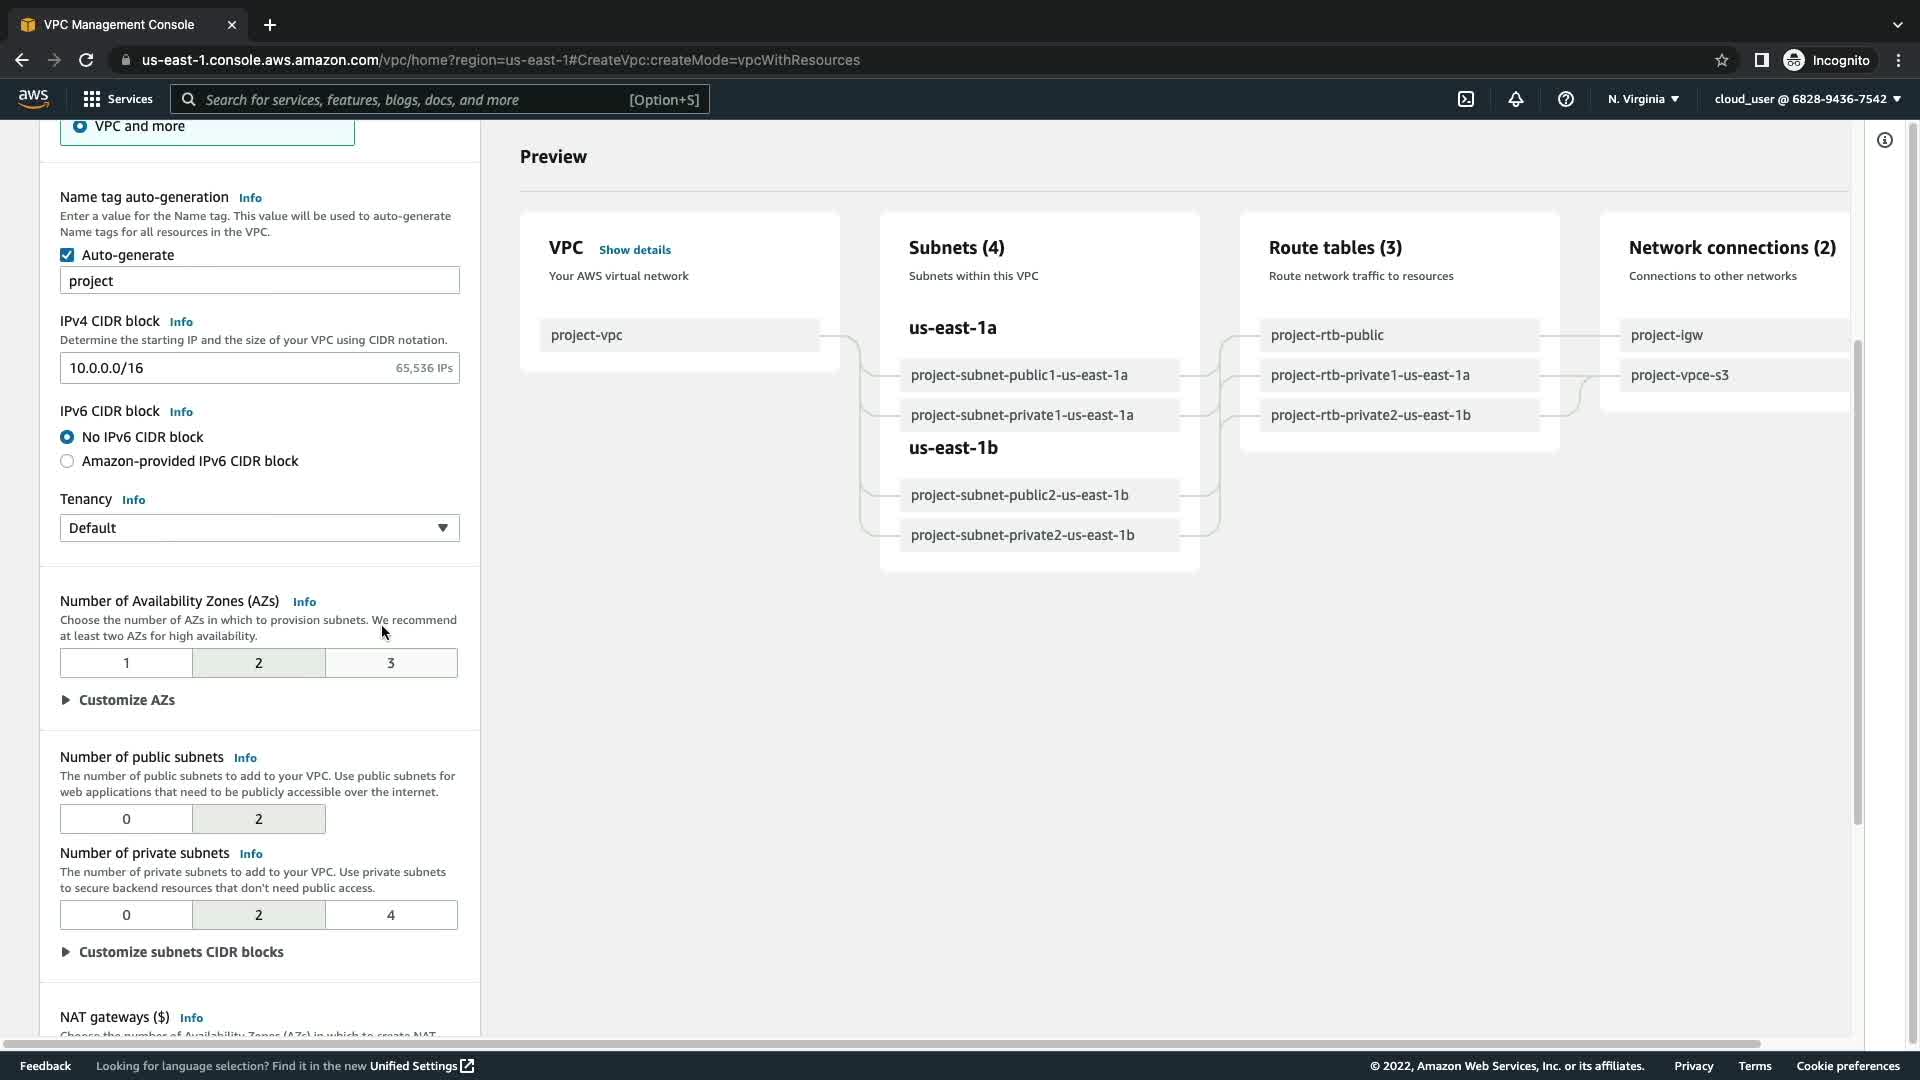 VPC Management Console
us-east-1.console.aws.amazon.com/vpc/home?region=us-east-1#CreateVpc:createMode=vpcWithResources
Incognito
aws
Services
Search for services, features, blogs, docs, and more
[Option+S]
N. Virginia
cloud_user @ 6828-9436-7542
VPC and more
Name tag auto-generation Info
Enter a value for the Name tag. This value will be used to auto-generate
Name tags for all resources in the VPC.
Auto-generate
project
IPv4 CIDR block Info
Determine the starting IP and the size of your VPC using CIDR notation.
10.0.0.0/16 65,536 IPs
IPv6 CIDR block Info
No IPv6 CIDR block
Amazon-provided IPv6 CIDR block
Tenancy Info
Default
Number of Availability Zones (AZs) Info
Choose the number of AZs in which to provision subnets. We recommend
at least two AZs for high availability.
1 2 3
Customize AZs
Number of public subnets Info
The number of public subnets to add to your VPC. Use public subnets for
web applications that need to be publicly accessible over the internet.
0 2
Number of private subnets Info
The number of private subnets to add to your VPC. Use private subnets
to secure backend resources that don't need public access.
0 2 4
Customize subnets CIDR blocks
NAT gateways ($) Info
Choose the number of Availability Zones (AZs) in which to create NAT
Preview
VPC Show details
Your AWS virtual network
project-vpc
Subnets (4)
Subnets within this VPC
us-east-1a
project-subnet-public1-us-east-1a
project-subnet-private1-us-east-1a
us-east-1b
project-subnet-public2-us-east-1b
project-subnet-private2-us-east-1b
Route tables (3)
Route network traffic to resources
project-rtb-public
project-rtb-private1-us-east-1a
project-rtb-private2-us-east-1b
Network connections (2)
Connections to other networks
project-igw
project-vpce-s3
Feedback
Looking for language selection? Find it in the new Unified Settings
© 2022, Amazon Web Services, Inc. or its affiliates.
Privacy
Terms
Cookie preferences